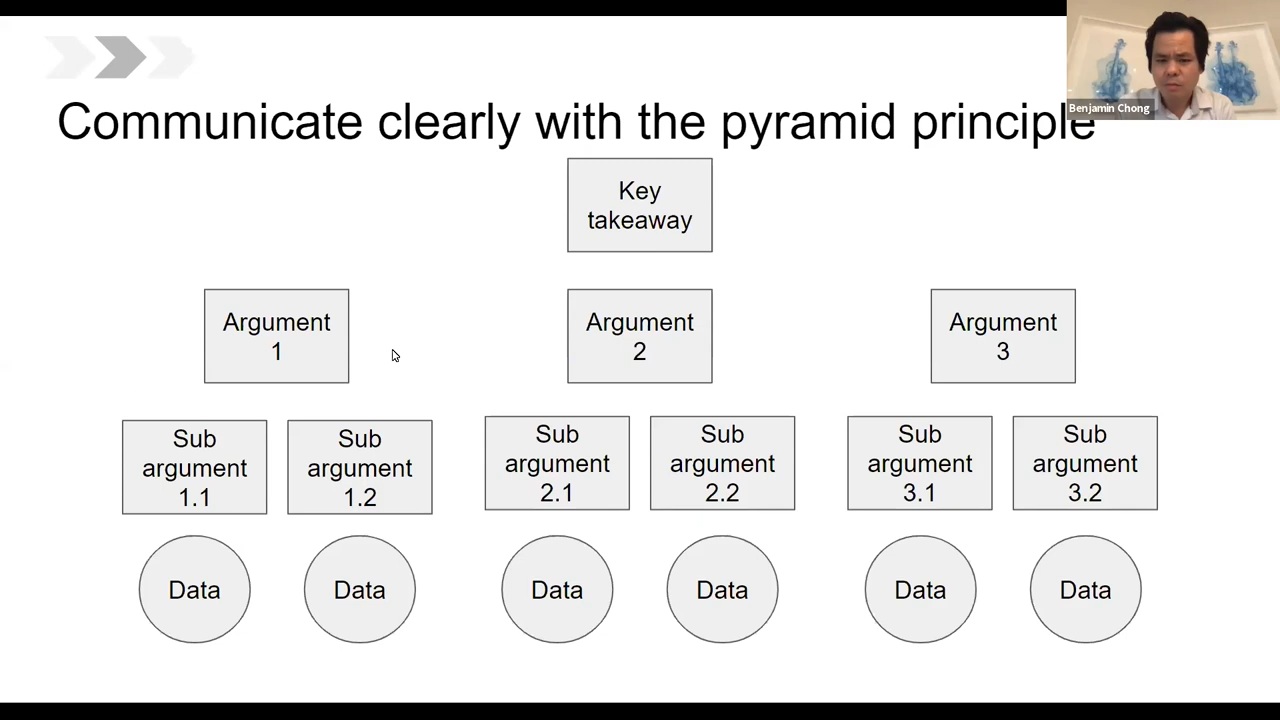 Communicate clearly with the pyramid principle
Benjamin Chong
Key
takeaway
Argument
1
Argument
2
Argument
3
Sub
argument
1.1
Sub
argument
1.2
Sub
argument
2.1
Sub
argument
2.2
Sub
argument
3.1
Sub
argument
3.2
Data
Data
Data
Data
Data
Data